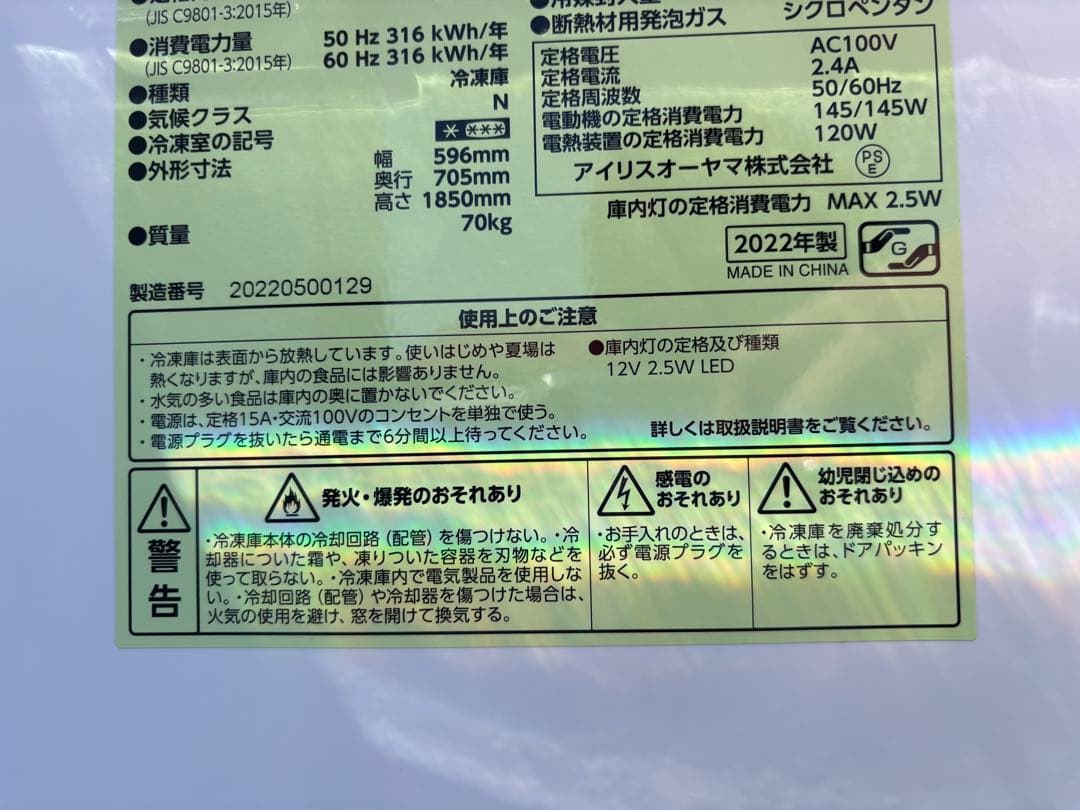 (JIS C9801-3:2015年)
●消費電力量 50 Hz 316 kWh/年
(JIS C9801-3:2015年) 60 Hz 316 kWh/年
●種類 冷凍庫
●気候クラス N
●冷凍室の記号 * ***
●外形寸法 幅 596mm
奥行 705mm
高さ 1850mm
●質量 70kg
製造番号 20220500129
●断熱材用発泡ガス シクロペンタン
定格電圧 AC100V
定格電流 2.4A
定格周波数 50/60Hz
電動機の定格消費電力 145/145W
電熱装置の定格消費電力 120W
アイリスオーヤマ株式会社 PS E
庫内灯の定格消費電力 MAX 2.5W
2022年製 G
MADE IN CHINA
使用上のご注意
・冷凍庫は表面から放熱しています。使いはじめや夏場は
熱くなりますが、庫内の食品には影響ありません。
・水気の多い食品は庫内の奥に置かないでください。
・電源は、定格15A・交流100Vのコンセントを単独で使う。
・電源プラグを抜いたら通電まで6分間以上待ってください。
●庫内灯の定格及び種類
12V 2.5W LED
詳しくは取扱説明書をご覧ください。
警告
発火・爆発のおそれあり
・冷凍庫本体の冷却回路（配管）を傷つけない。・冷
却器についた霜や、凍りついた容器を刃物などを
使って取らない。・冷凍庫内で電気製品を使用しな
い。・冷却回路（配管）や冷却器を傷つけた場合は、
火気の使用を避け、窓を開けて換気する。
感電の
おそれあり
・お手入れのときは、
必ず電源プラグを
抜く。
幼児閉じ込めの
おそれあり
・冷凍庫を廃棄処分す
るときは、ドアパッキン
をはずす。